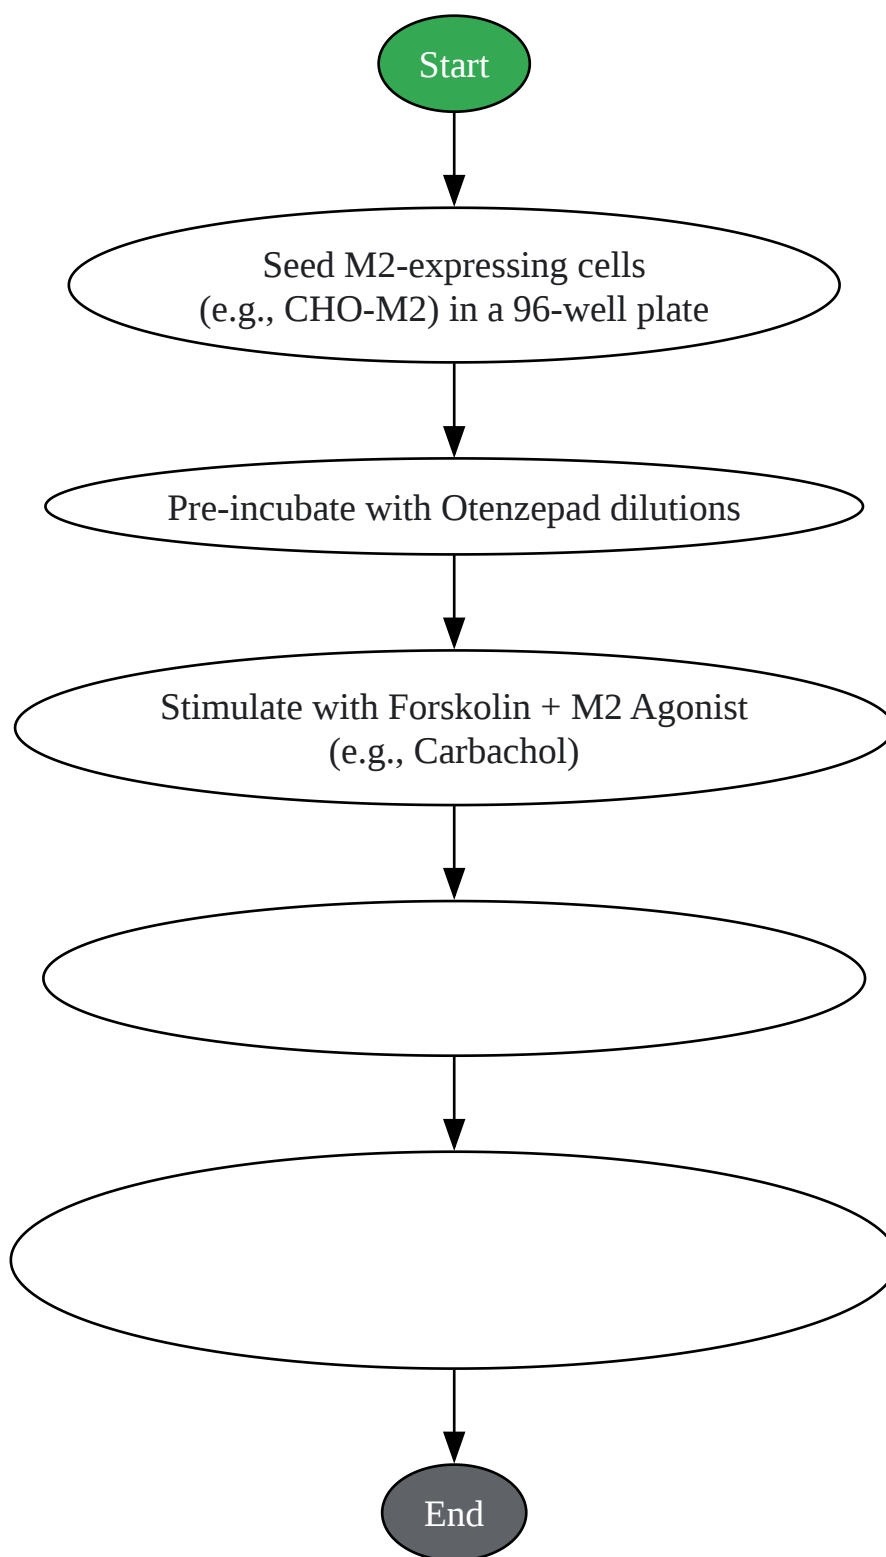 Start
Seed M2-expressing cells
(e.g., CHO-M2) in a 96-well plate
Pre-incubate with Otenzepad dilutions
Stimulate with Forskolin + M2 Agonist
(e.g., Carbachol)
End